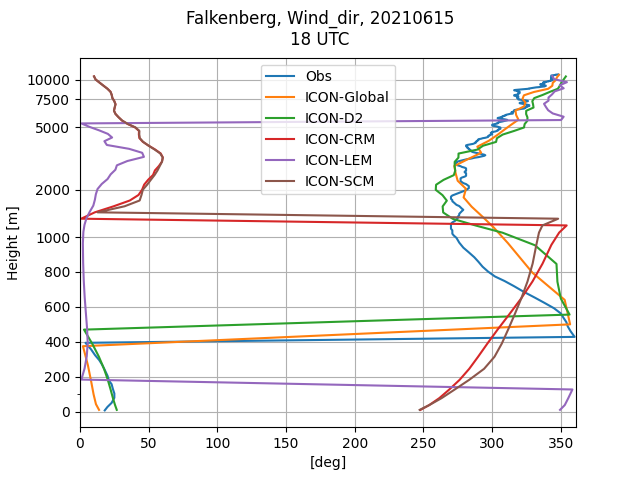 Falkenberg, Wind_dir, 20210615
18 UTC
Obs
ICON-Global
ICON-D2
ICON-CRM
ICON-LEM
ICON-SCM
Height [m]
10000
7500
5000
2000
1000
800
600
400
200
0
0 50 100 150 200 250 300 350
[deg]